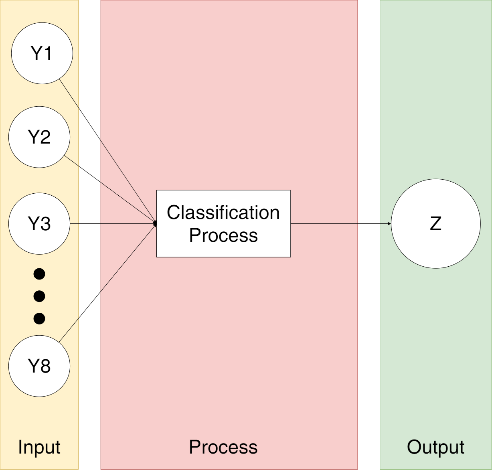 Y1
Y2
Y3
Y8
Classification
Process
Z
Input
Process
Output